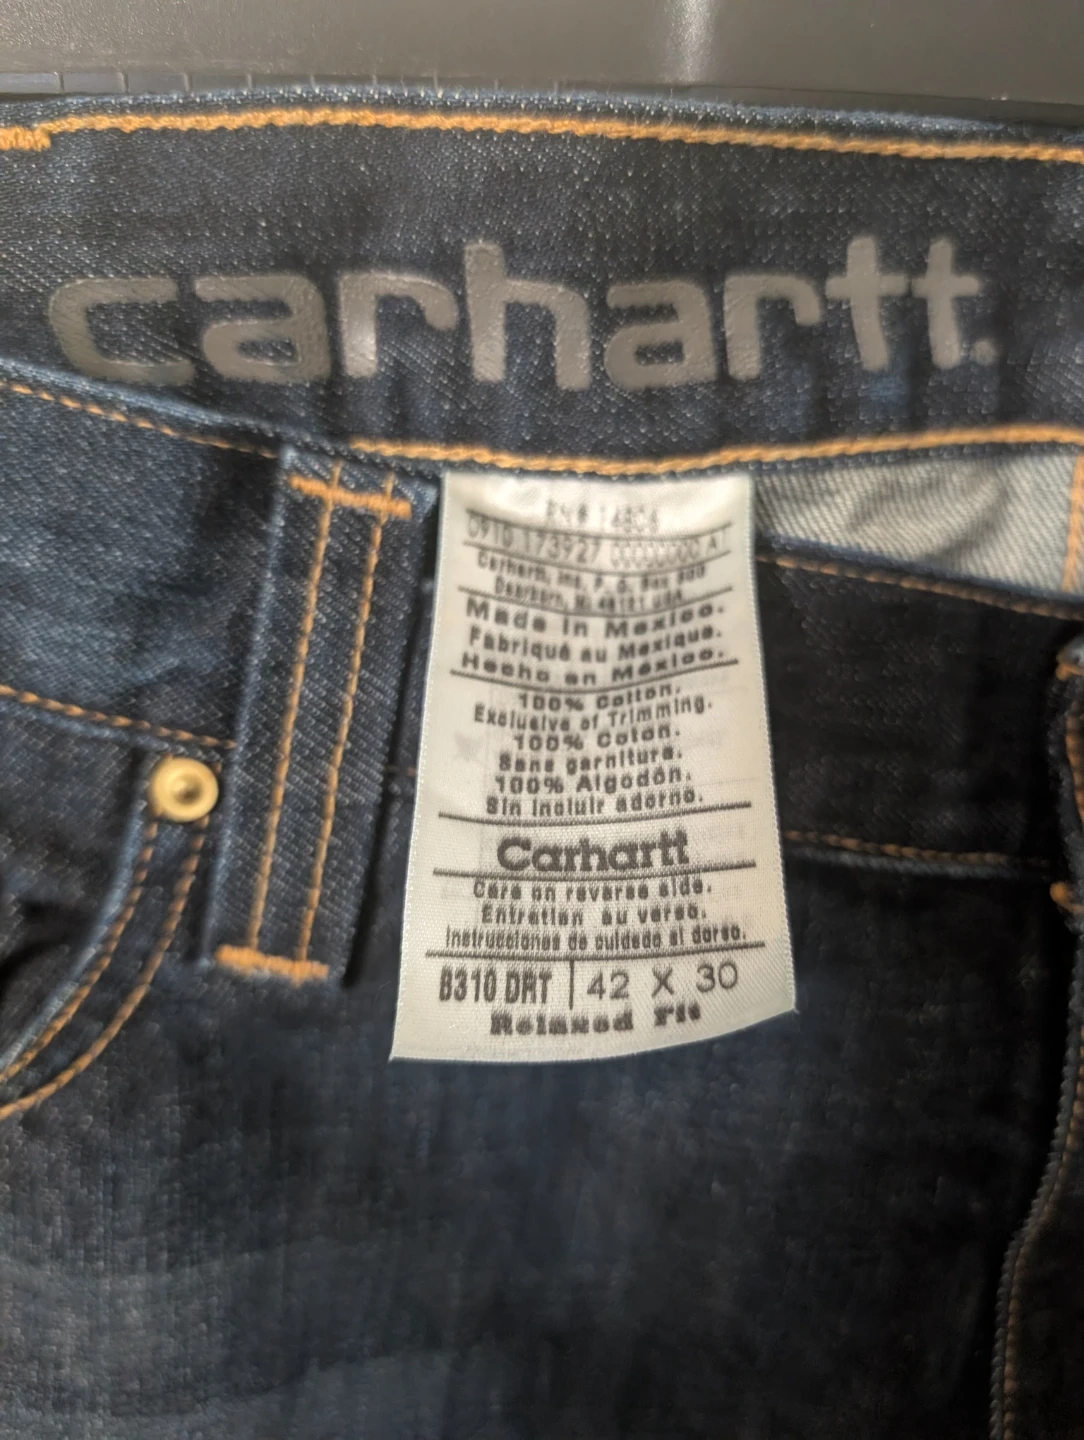 carhartt.
RN# 14806
0910 173927 A
Carhartt, Inc. P. O. Box 600
Dearborn, MI 48121 USA
Made in Mexico.
Fabriqué au Mexique.
Hecho en México.
100% Cotton.
Exclusive of Trimming.
100% Coton.
Sans garniture.
100% Algodón.
Sin incluir adorno.
Carhartt
Care on reverse side.
Entretien au verso.
Instrucciones de cuidado al dorso.
B310 DRT 42 X 30
Relaxed Fit